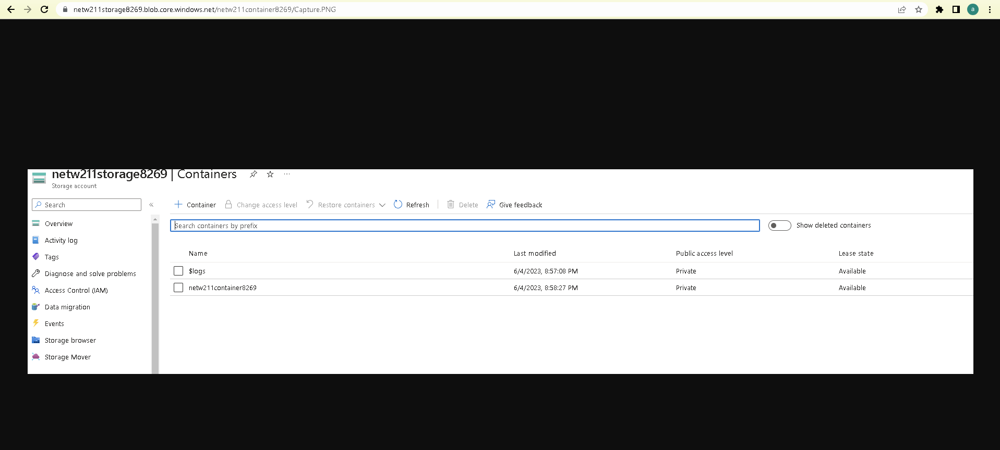 netw211storage8269.blob.core.windows.net/netw211container8269/Capture.PNG
a
netw211storage8269 | Containers
Storage account
Search
Container
Change access level
Restore containers
Refresh
Delete
Give feedback
Search containers by prefix
Show deleted containers
Overview
Activity log
Tags
Diagnose and solve problems
Access Control (IAM)
Data migration
Events
Storage browser
Storage Mover
Name Last modified Public access level Lease state
$logs 6/4/2023, 8:57:08 PM Private Available
netw211container8269 6/4/2023, 8:58:27 PM Private Available